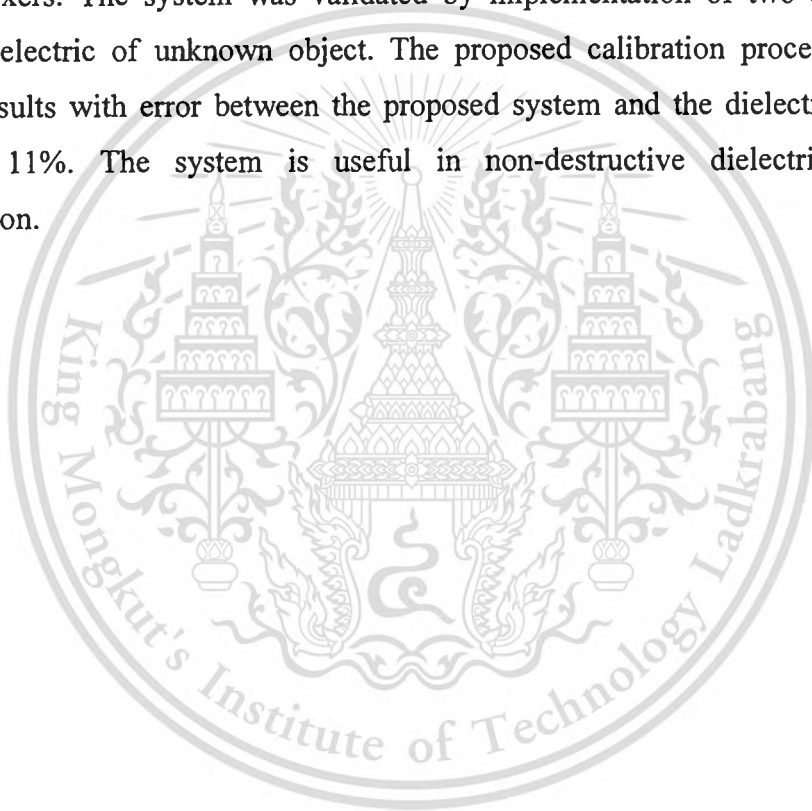 xers. The system was validated by implementation of two
electric of unknown object. The proposed calibration proce
sults with error between the proposed system and the dielect
11%. The system is useful in non-destructive dielectri
on.
King Mongkut's Institute of Technology Ladkrabang